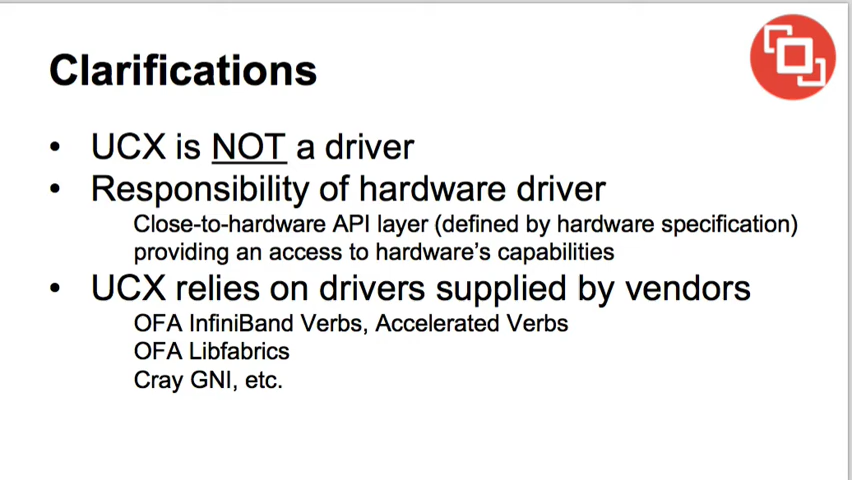 Clarifications
• UCX is NOT a driver
• Responsibility of hardware driver
Close-to-hardware API layer (defined by hardware specification)
providing an access to hardware’s capabilities
• UCX relies on drivers supplied by vendors
OFA InfiniBand Verbs, Accelerated Verbs
OFA Libfabrics
Cray GNI, etc.